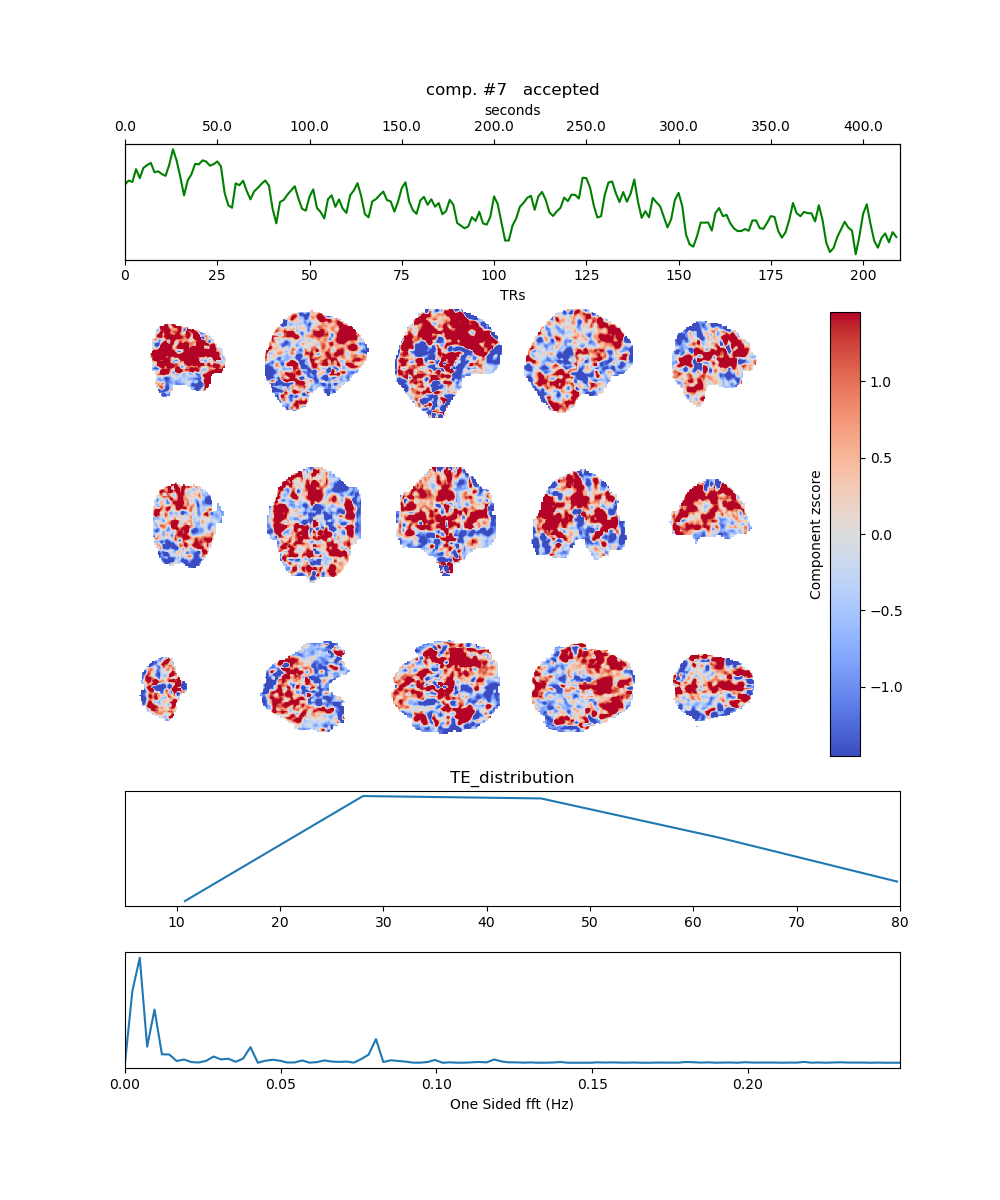 comp. #7   accepted
seconds
0.0 50.0 100.0 150.0 200.0 250.0 300.0 350.0 400.0
0 25 50 75 100 125 150 175 200
TRs
1.0
0.5
0.0
−0.5
−1.0
Component zscore
TE_distribution
10 20 30 40 50 60 70 80
0.00 0.05 0.10 0.15 0.20
One Sided fft (Hz)